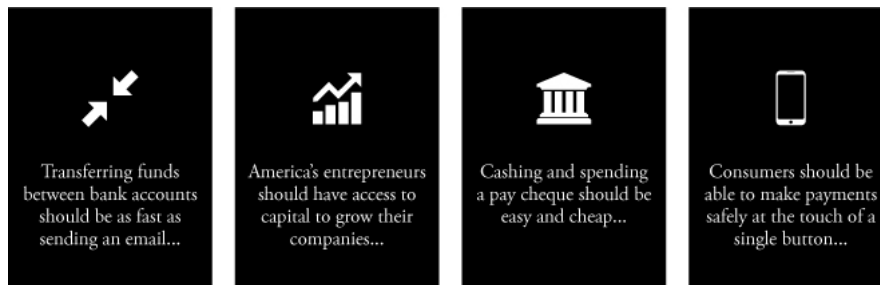 Transferring funds
between bank accounts
should be as fast as
sending an email...
America's entrepreneurs
should have access to
capital to grow their
companies...
Cashing and spending
a pay cheque should be
easy and cheap...
Consumers should be
able to make payments
safely at the touch of a
single button...